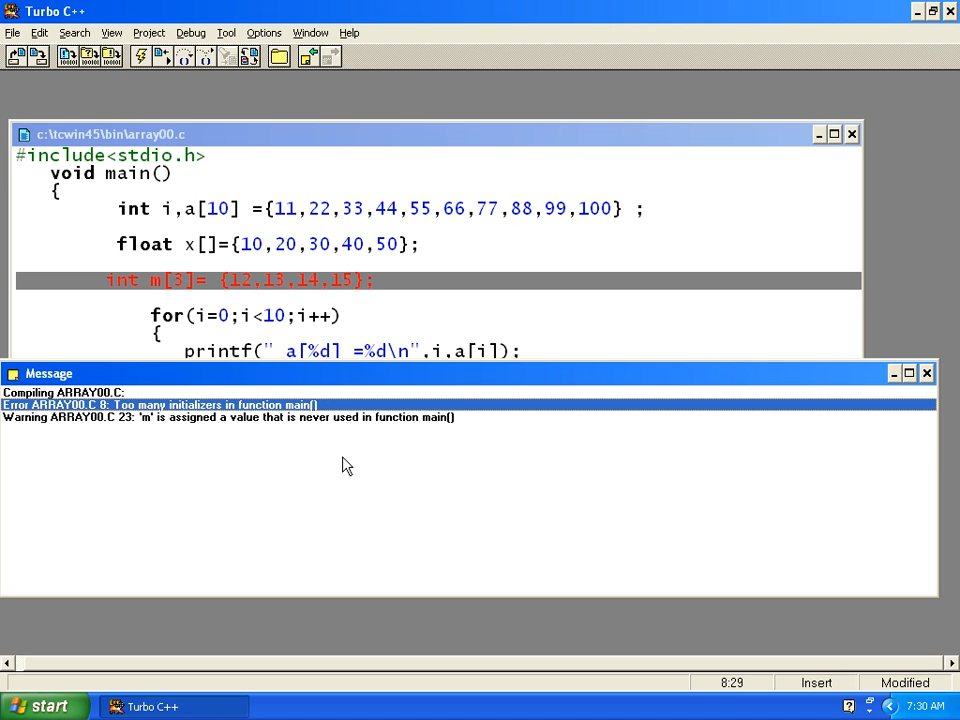 Turbo C++
File Edit Search View Project Debug Tool Options Window Help
c:\tcwin45\bin\array00.c
#include<stdio.h>
void main()
{
int i,a[10] ={11,22,33,44,55,66,77,88,99,100} ;
float x[]={10,20,30,40,50};
int m[3]= {12,13,14,15};
for(i=0;i<10;i++)
{
printf(" a[%d] =%d\n",i,a[i]);
Message
Compiling ARRAY00.C:
Error ARRAY00.C 8: Too many initializers in function main()
Warning ARRAY00.C 23: 'm' is assigned a value that is never used in function main()
8:29 Insert Modified
start Turbo C++ 7:30 AM